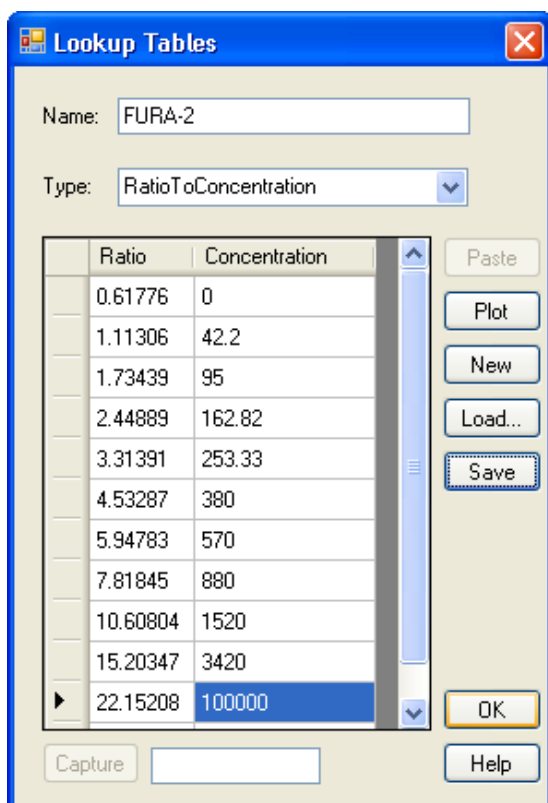 Lookup Tables
Name: FURA-2
Type: RatioToConcentration
Ratio Concentration Paste
0.61776 0
Plot
1.11306 42.2
New
1.73439 95
2.44889 162.82 Load...
3.31391 253.33
Save
4.53287 380
5.94783 570
7.81845 880
10.60804 1520
15.20347 3420
22.15208 100000 OK
Capture Help